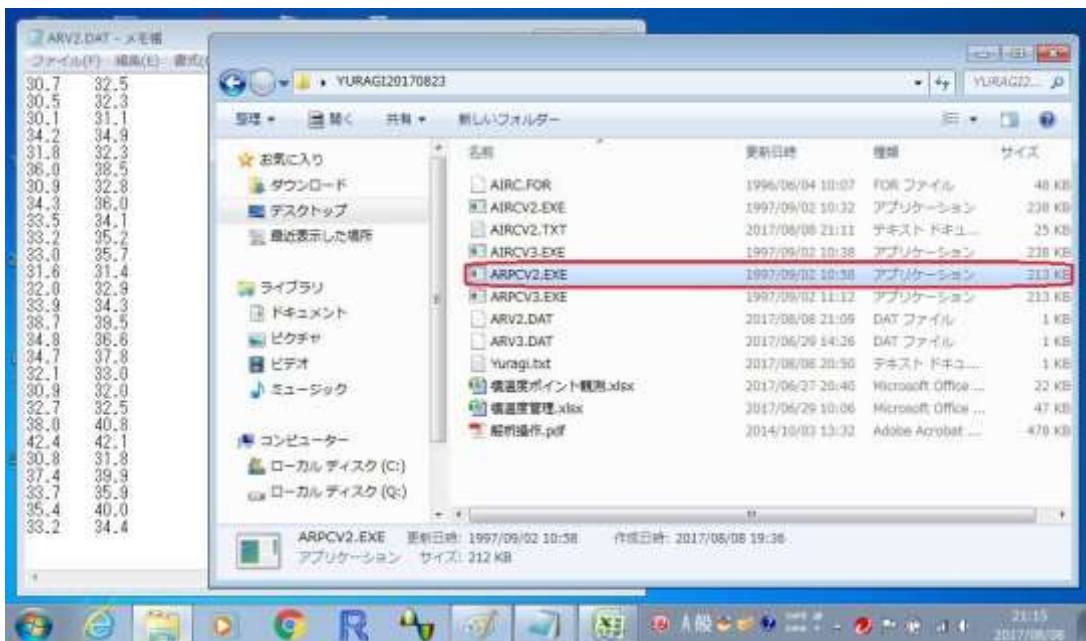 ARV2.DAT - メモ帳
ファイル(F) 編集(E) 書式(
30.7 32.5
30.5 32.3
30.1 31.1
34.2 34.9
31.8 32.3
36.0 38.5
30.9 32.8
34.3 36.0
33.5 34.1
33.2 35.2
33.0 35.7
31.6 31.4
32.0 32.9
33.9 34.3
38.7 39.5
34.8 36.6
34.7 37.8
32.1 33.0
30.9 32.0
32.7 32.5
38.0 40.8
42.4 42.1
30.8 31.8
37.4 39.9
33.7 35.9
35.4 40.0
33.2 34.4
YURAGI20170823
YURAGI2...
整理 開く 共有 新しいフォルダー
お気に入り
ダウンロード
デスクトップ
最近表示した場所
ライブラリ
ドキュメント
ピクチャ
ビデオ
ミュージック
コンピューター
ローカル ディスク (C:)
ローカル ディスク (Q:)
名前 更新日時 種類 サイズ
AIRC.FOR 1996/06/04 10:07 FOR ファイル 48 KB
AIRCV2.EXE 1997/09/02 10:32 アプリケーション 238 KB
AIRCV2.TXT 2017/08/08 21:11 テキスト ドキュ... 25 KB
AIRCV3.EXE 1997/09/02 10:38 アプリケーション 238 KB
ARPCV2.EXE 1997/09/02 10:58 アプリケーション 213 KB
ARPCV3.EXE 1997/09/02 11:12 アプリケーション 213 KB
ARV2.DAT 2017/08/08 21:09 DAT ファイル 1 KB
ARV3.DAT 2017/06/29 14:26 DAT ファイル 1 KB
Yuragi.txt 2017/08/08 20:50 テキスト ドキュ... 1 KB
橋温度ポイント観測.xlsx 2017/06/27 20:40 Microsoft Office ... 22 KB
橋温度管理.xlsx 2017/06/29 10:06 Microsoft Office ... 47 KB
解析操作.pdf 2014/10/03 13:32 Adobe Acrobat ... 478 KB
ARPCV2.EXE 更新日時: 1997/09/02 10:58 作成日時: 2017/08/08 19:36
アプリケーション サイズ: 212 KB
A 般
21:15
2017/08/08